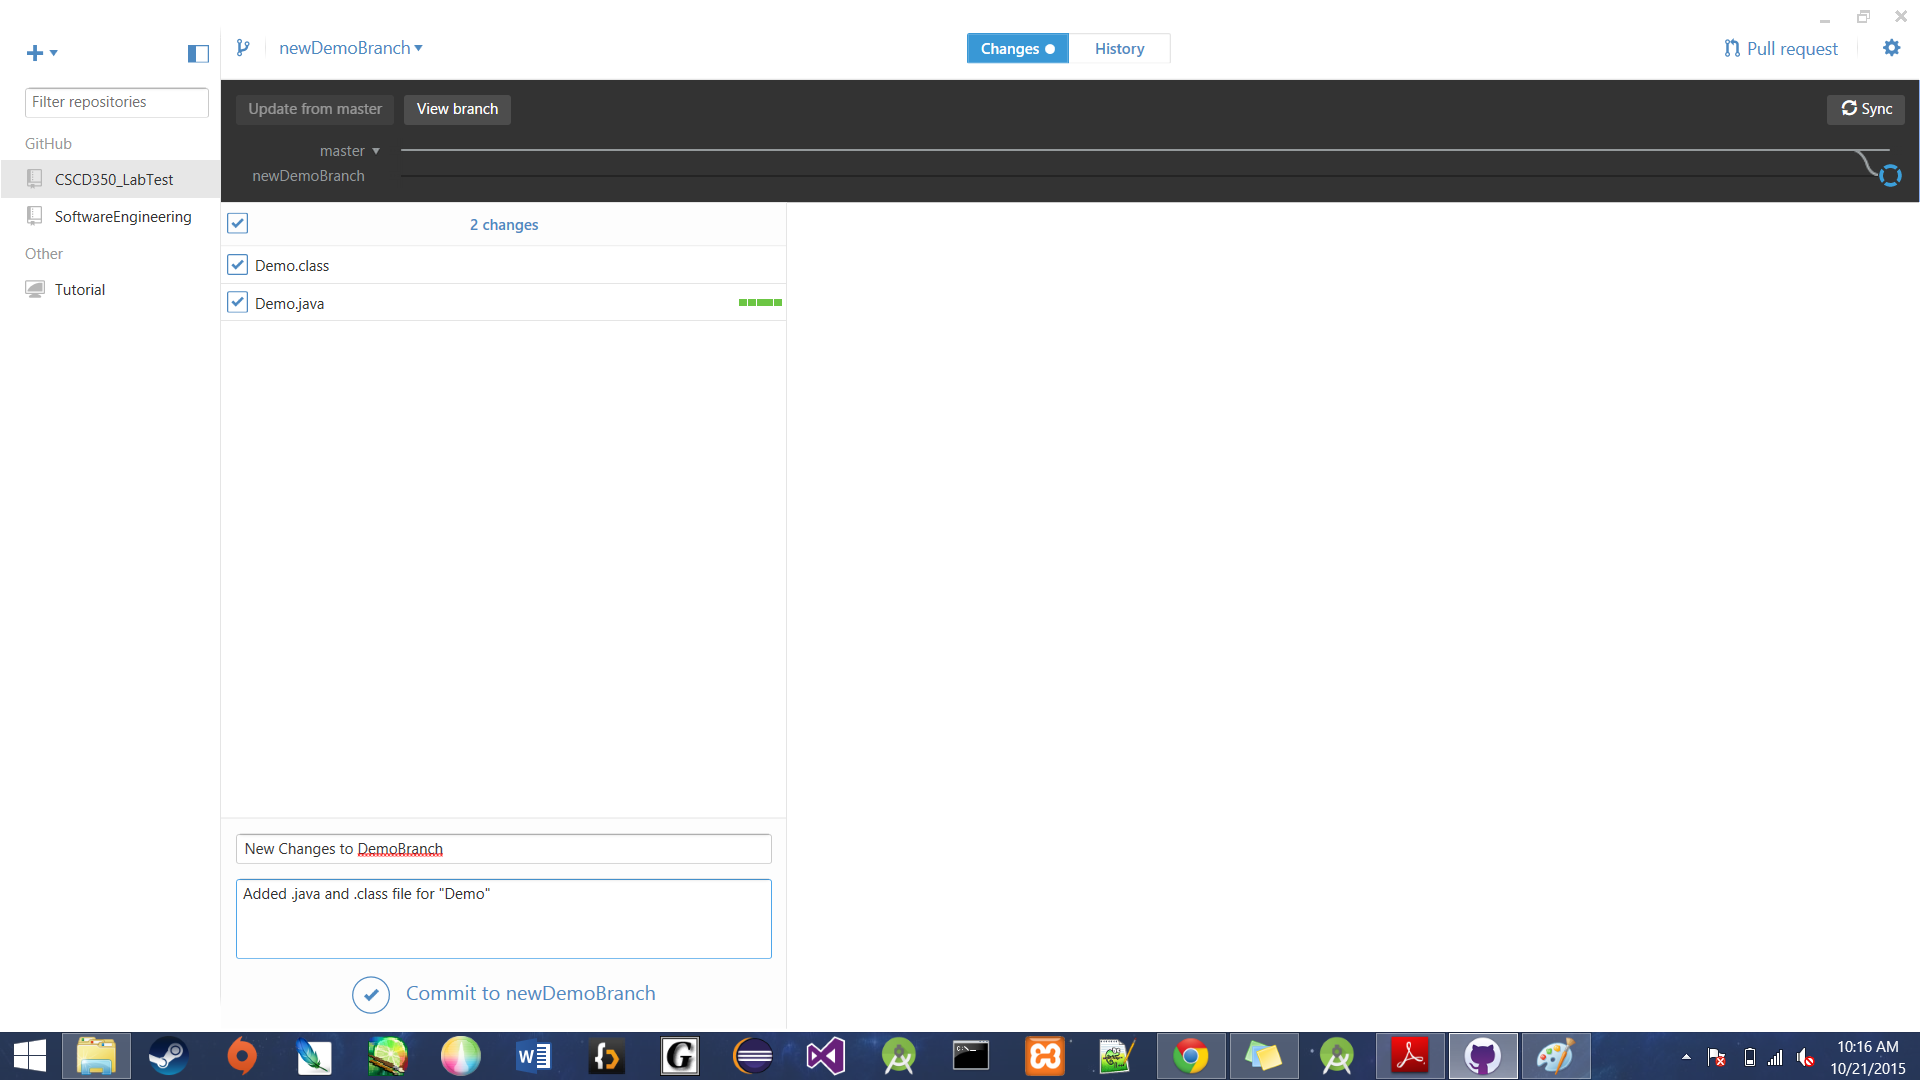 newDemoBranch
Changes
History
Pull request
Filter repositories
GitHub
CSCD350_LabTest
SoftwareEngineering
Other
Tutorial
Update from master
View branch
Sync
master
newDemoBranch
2 changes
Demo.class
Demo.java
New Changes to DemoBranch
Added .java and .class file for "Demo"
Commit to newDemoBranch
10:16 AM
10/21/2015